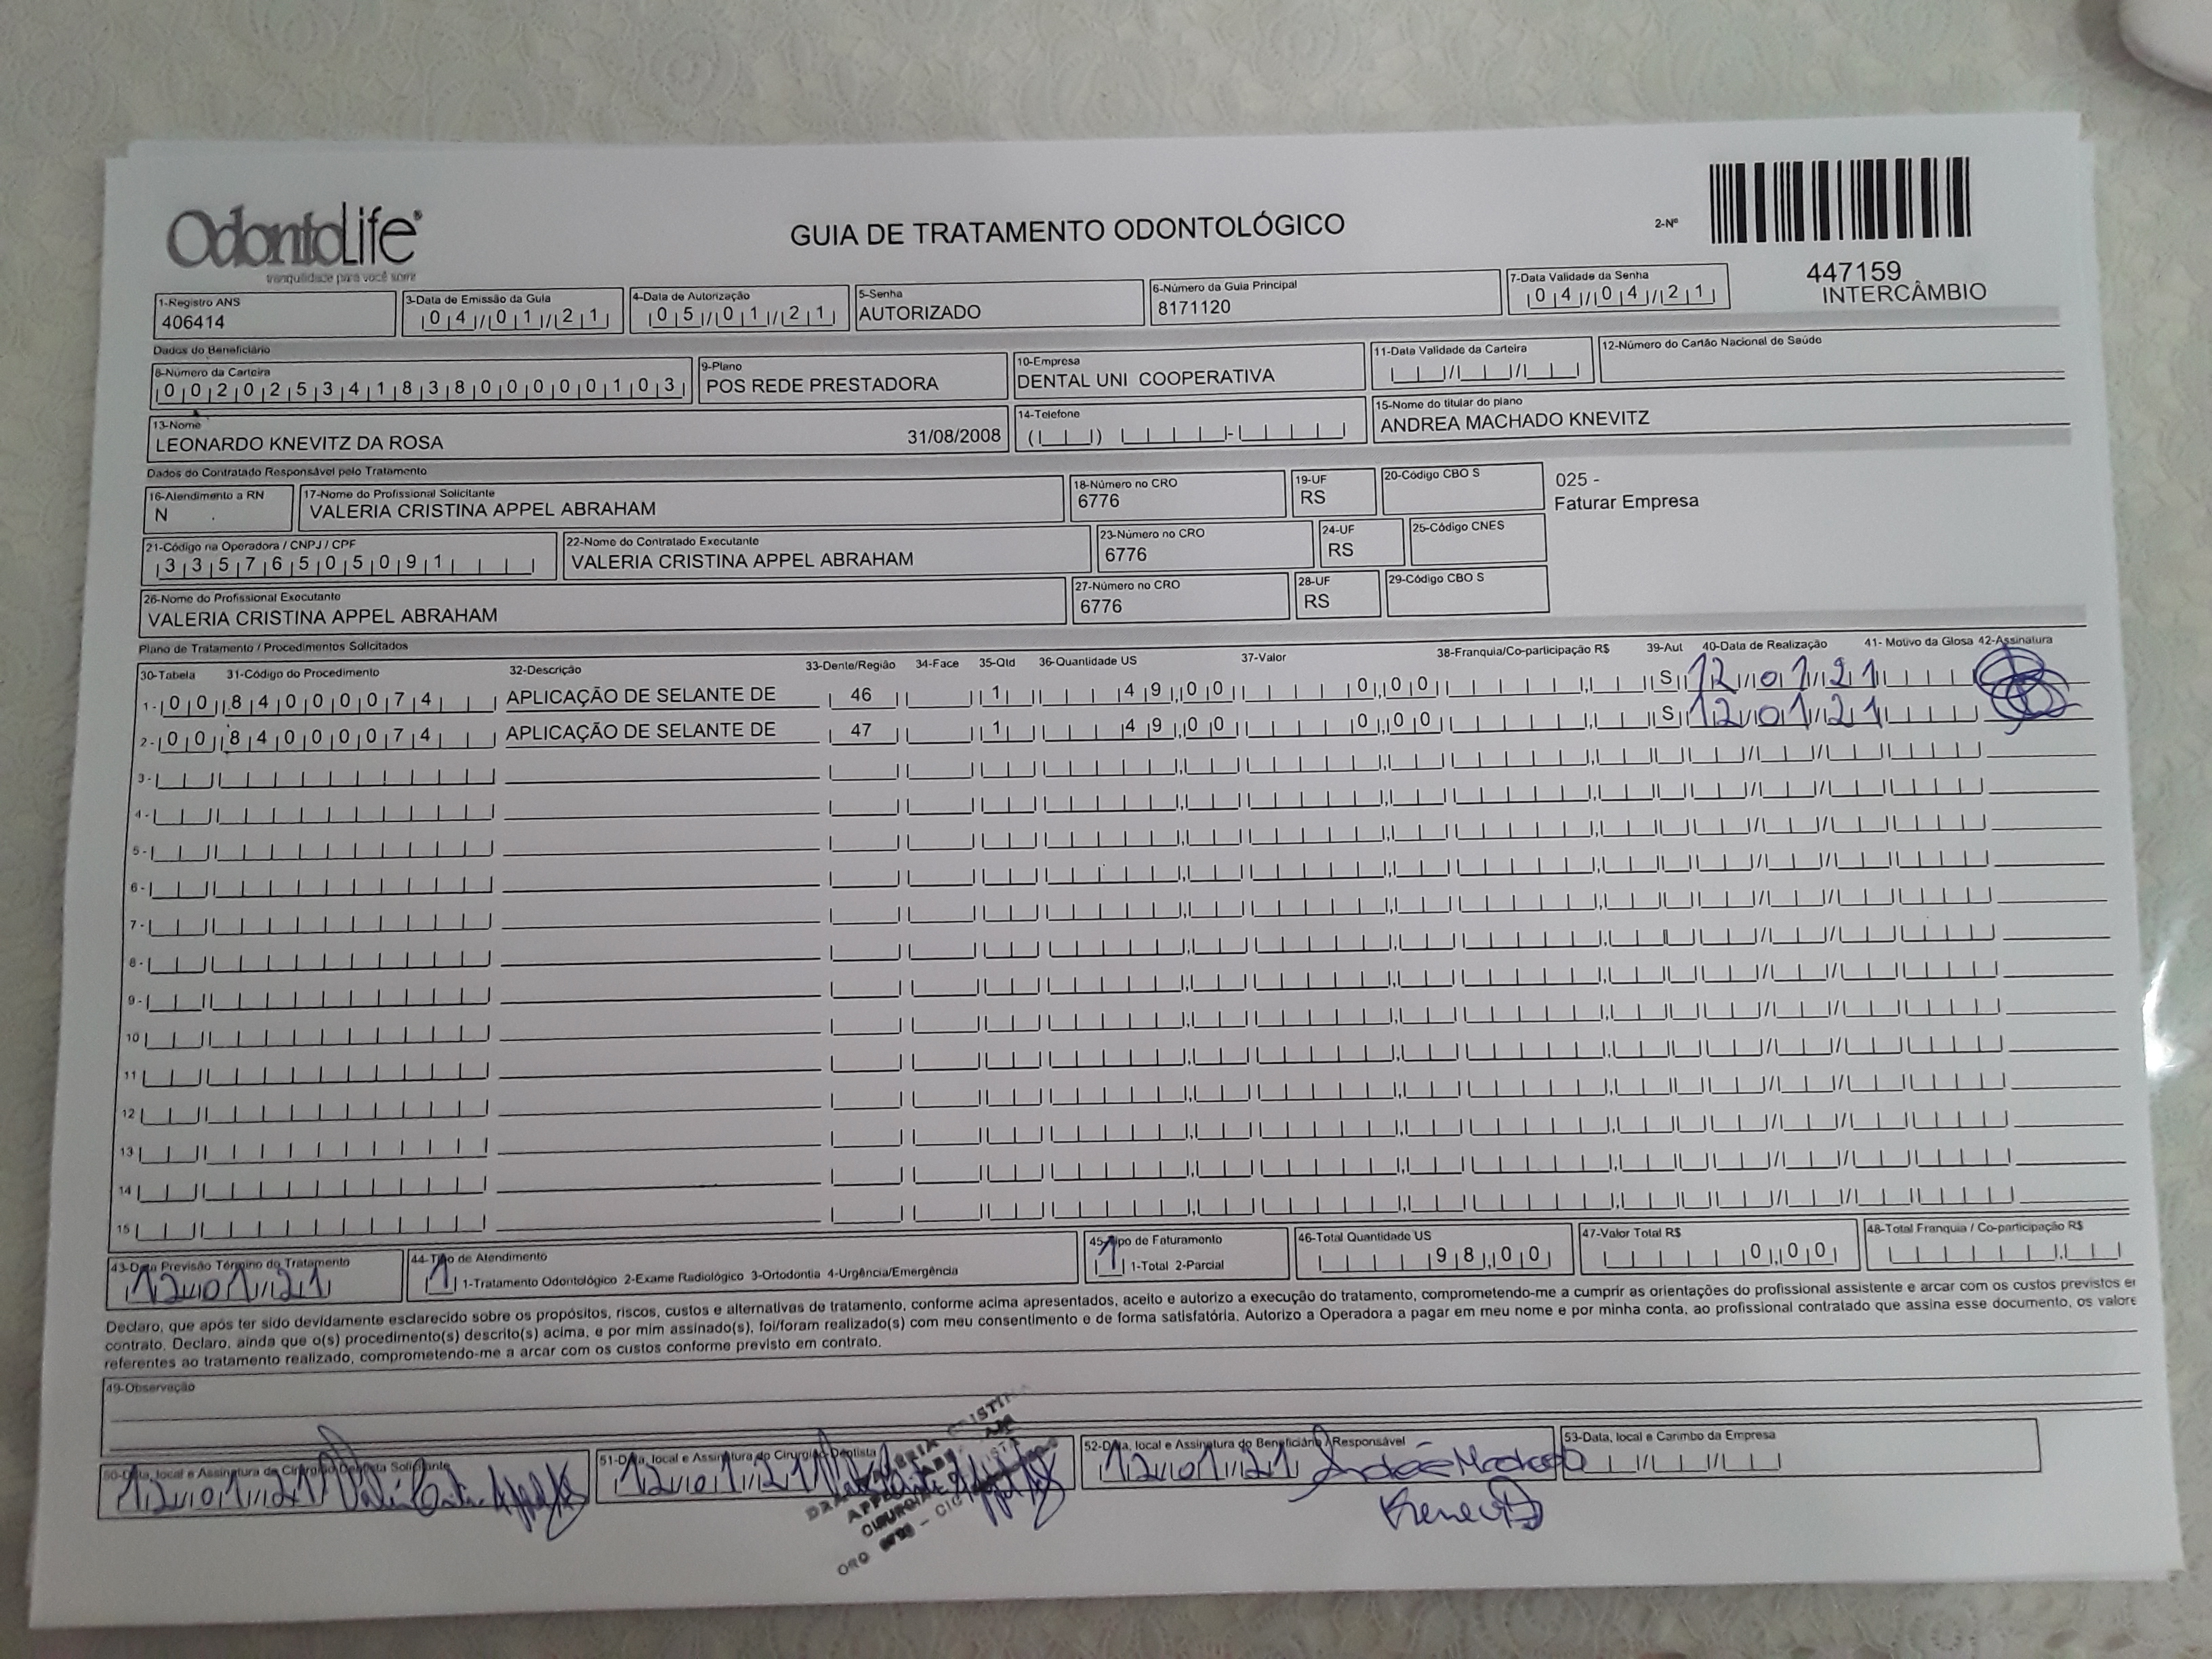 OdontoLife®
tranquilidade para você sorrir
GUIA DE TRATAMENTO ODONTOLÓGICO
2-Nº
447159
INTERCÂMBIO
1-Registro ANS
406414
3-Data de Emissão da Guia
04/01/21
4-Data de Autorização
05/01/21
5-Senha
AUTORIZADO
6-Número da Guia Principal
8171120
7-Data Validade da Senha
04/04/21
Dados do Beneficiário
8-Número da Carteira
00202534183800000103
9-Plano
POS REDE PRESTADORA
10-Empresa
DENTAL UNI COOPERATIVA
11-Data Validade da Carteira
12-Número do Cartão Nacional de Saúde
13-Nome
LEONARDO KNEVITZ DA ROSA 31/08/2008
14-Telefone
15-Nome do titular do plano
ANDREA MACHADO KNEVITZ
Dados do Contratado Responsável pelo Tratamento
16-Atendimento a RN
N
17-Nome do Profissional Solicitante
VALERIA CRISTINA APPEL ABRAHAM
18-Número no CRO
6776
19-UF
RS
20-Código CBO S
025 -
Faturar Empresa
21-Código na Operadora / CNPJ / CPF
33576505091
22-Nome do Contratado Executante
VALERIA CRISTINA APPEL ABRAHAM
23-Número no CRO
6776
24-UF
RS
25-Código CNES
26-Nome do Profissional Executante
VALERIA CRISTINA APPEL ABRAHAM
27-Número no CRO
6776
28-UF
RS
29-Código CBO S
Plano de Tratamento / Procedimentos Solicitados
30-Tabela 31-Código do Procedimento 32-Descrição 33-Dente/Região 34-Face 35-Qtd 36-Quantidade US 37-Valor 38-Franquia/Co-participação R$ 39-Aut 40-Data de Realização 41- Motivo da Glosa 42-Assinatura
1- 00 84000074 APLICAÇÃO DE SELANTE DE 46 1 49,00 0,00 S 12/01/21
2- 00 84000074 APLICAÇÃO DE SELANTE DE 47 1 49,00 0,00 S 12/01/21
3-
4-
5-
6-
7-
8-
9-
10
11
12
13
14
15
43-Data Previsão Término do Tratamento
12/01/21
44-Tipo de Atendimento
1 1-Tratamento Odontológico 2-Exame Radiológico 3-Ortodontia 4-Urgência/Emergência
45-Tipo de Faturamento
1 1-Total 2-Parcial
46-Total Quantidade US
98,00
47-Valor Total R$
0,00
48-Total Franquia / Co-participação R$
Declaro, que após ter sido devidamente esclarecido sobre os propósitos, riscos, custos e alternativas de tratamento, conforme acima apresentados, aceito e autorizo a execução do tratamento, comprometendo-me a cumprir as orientações do profissional assistente e arcar com os custos previstos em
contrato. Declaro, ainda que o(s) procedimento(s) descrito(s) acima, e por mim assinado(s), foi/foram realizado(s) com meu consentimento e de forma satisfatória. Autorizo a Operadora a pagar em meu nome e por minha conta, ao profissional contratado que assina esse documento, os valore
referentes ao tratamento realizado, comprometendo-me a arcar com os custos conforme previsto em contrato.
49-Observação
50-Data, local e Assinatura do Cirurgião Dentista Solicitante
12/01/21
51-Data, local e Assinatura do Cirurgião-Dentista
12/01/21
52-Data, local e Assinatura do Beneficiário / Responsável
12/01/21 Andréa Machado
Knevitz
53-Data, local e Carimbo da Empresa